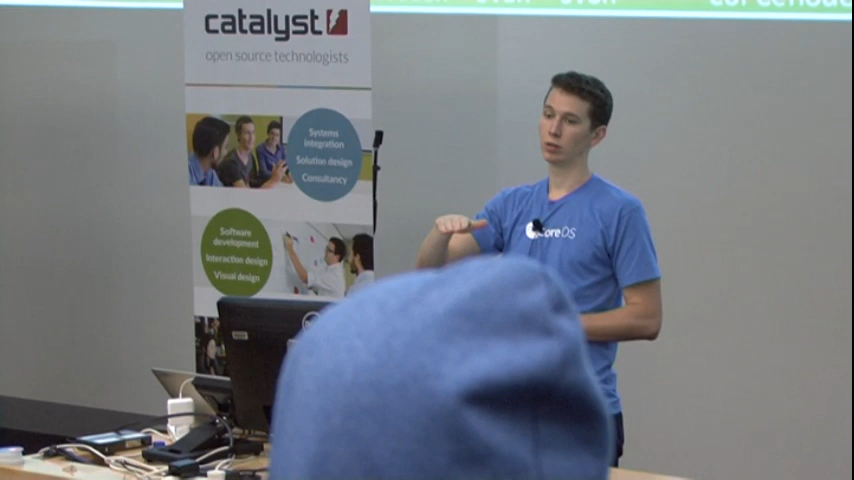 catalyst
open source technologists
Systems
integration
Solution design
Consultancy
Software
development
Interaction design
Visual design
CoreOS